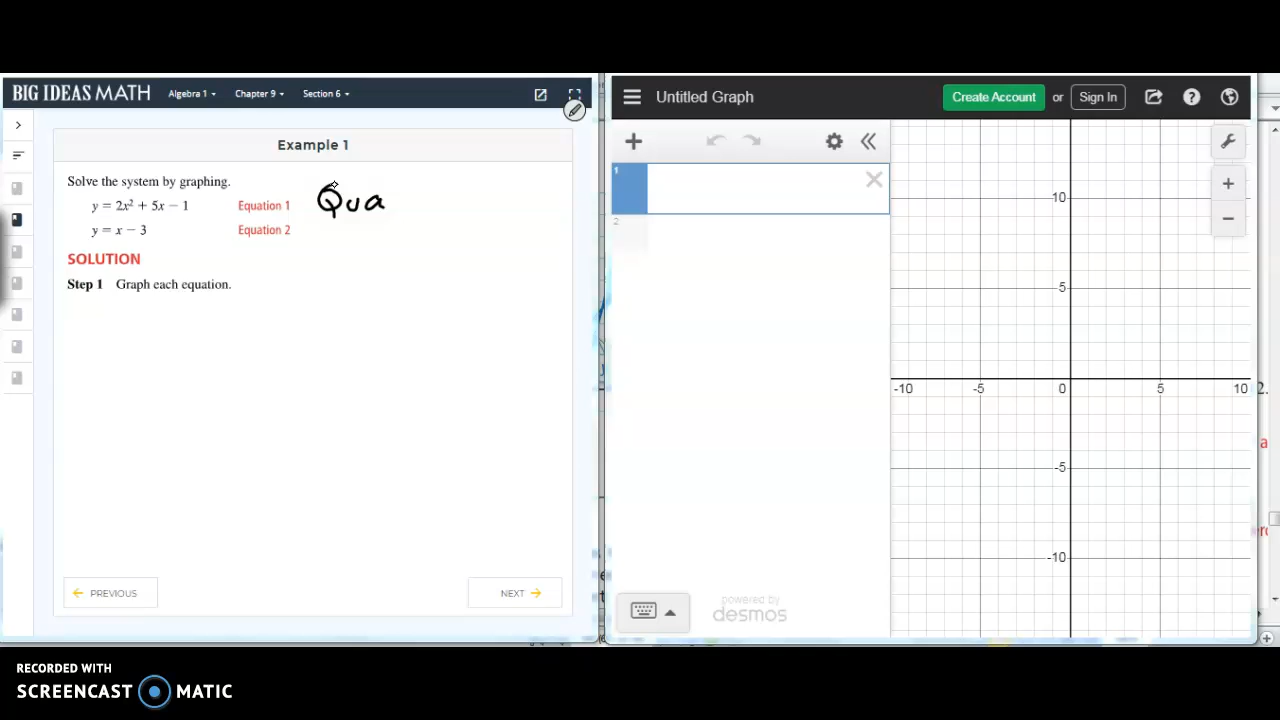 BIG IDEAS MATH Algebra 1 Chapter 9 Section 6
Example 1
Solve the system by graphing.
y = 2x² + 5x − 1 Equation 1
y = x − 3 Equation 2
Qua
SOLUTION
Step 1 Graph each equation.
PREVIOUS
NEXT
Untitled Graph
Create Account or Sign In
1
2
10
5
-10 -5 0 5 10
-5
-10
powered by
desmos
2.
RECORDED WITH
SCREENCAST MATIC